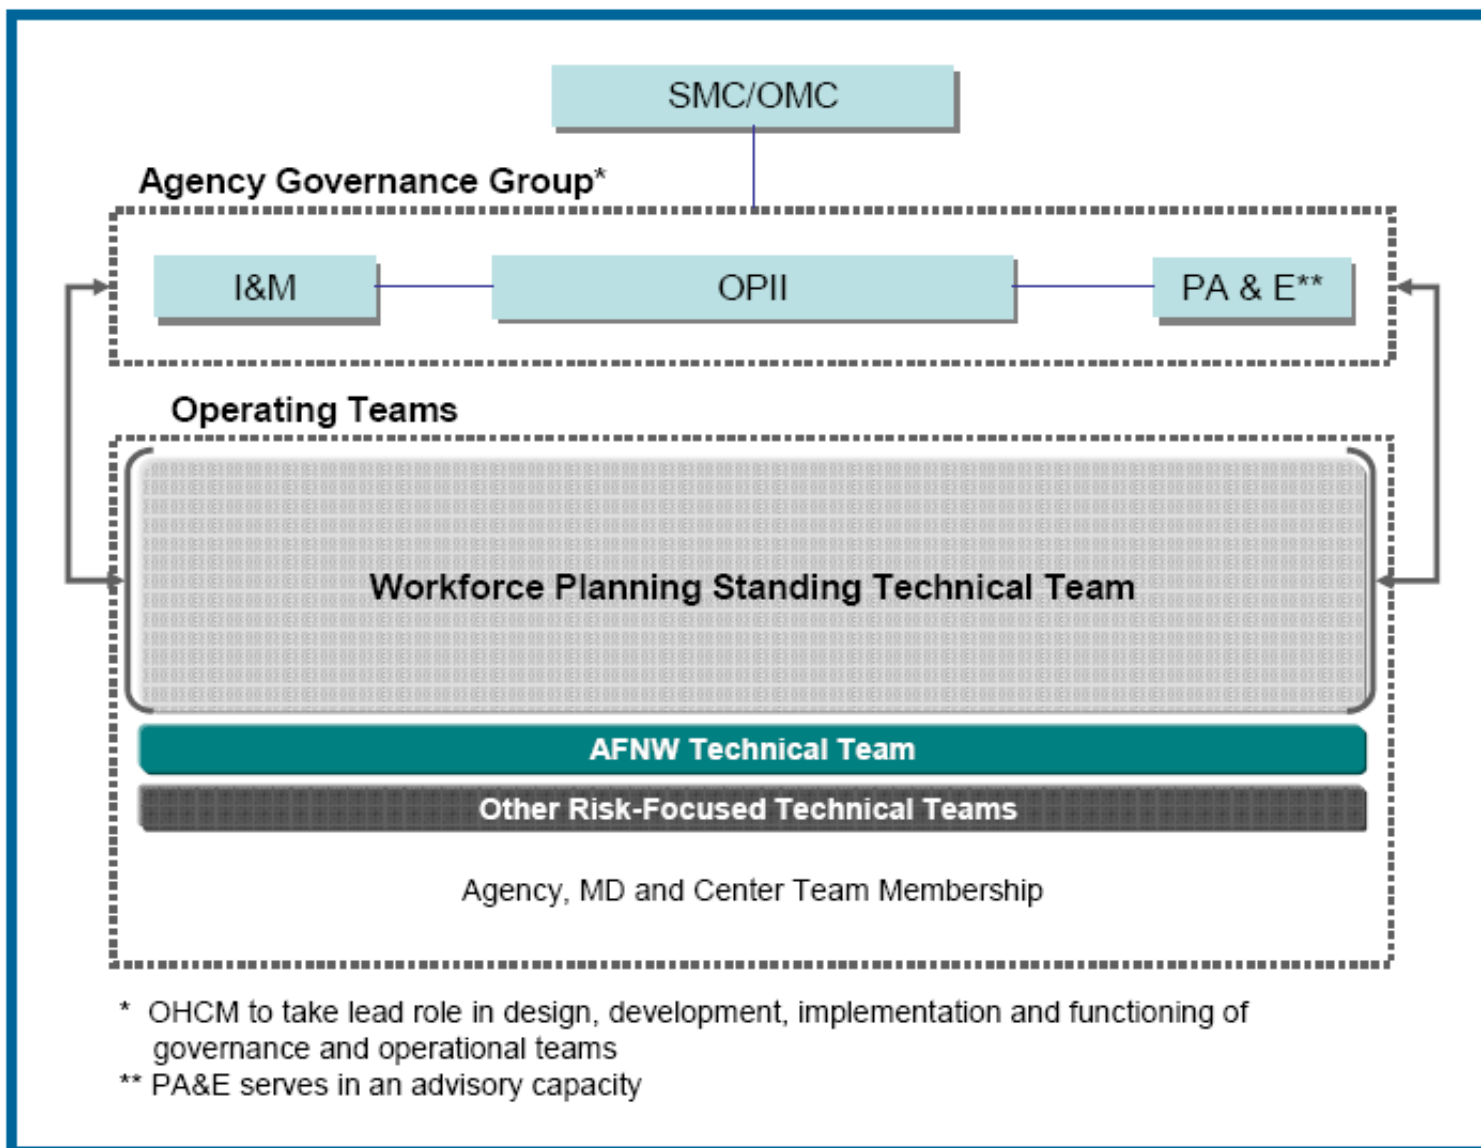 SMC/OMC
Agency Governance Group*
I&M
OPII
PA & E**
Operating Teams
Workforce Planning Standing Technical Team
AFNW Technical Team
Other Risk-Focused Technical Teams
Agency, MD and Center Team Membership
* OHCM to take lead role in design, development, implementation and functioning of
governance and operational teams
** PA&E serves in an advisory capacity